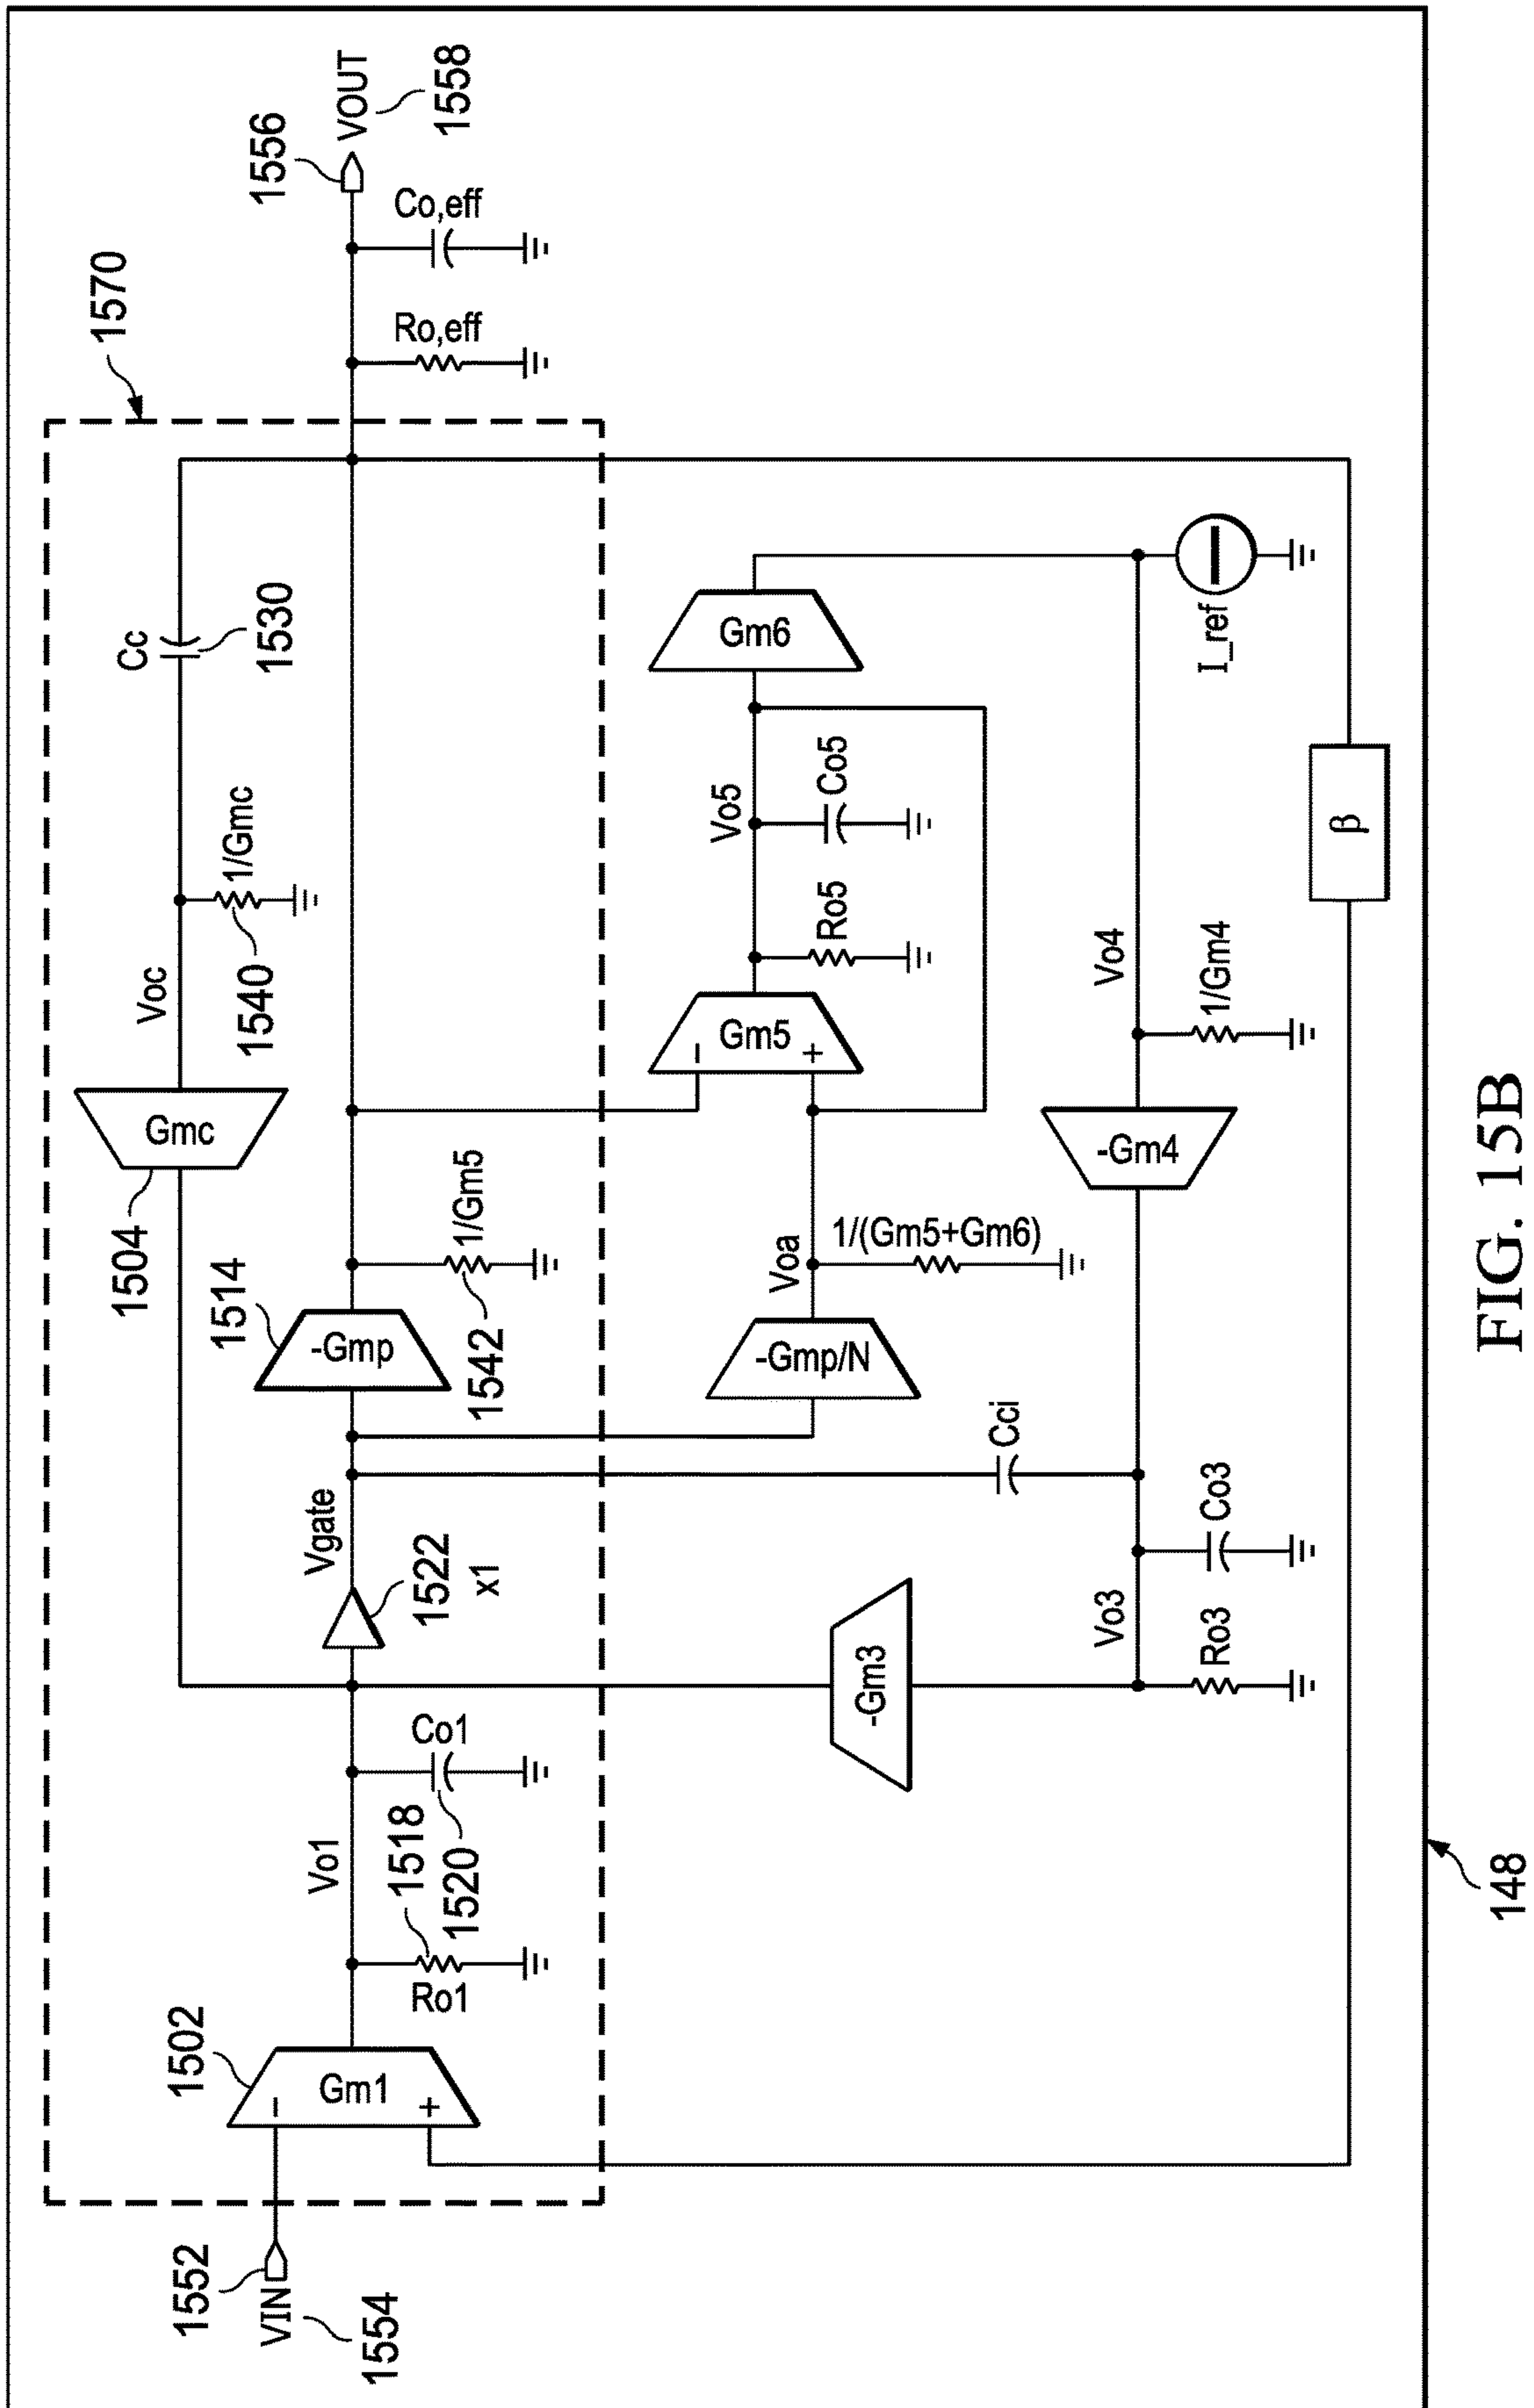 1570
Cc
1530
Voc
1/Gmc
1540
Gmc
1504
1556
VOUT
1558
Co,eff
Ro,eff
1502
Gm1
−
+
1552
VIN
1554
Vo1
Ro1
1518
Co1
1520
1522
x1
Vgate
1514
-Gmp
1/Gm5
1542
-Gmp/N
Voa
1/(Gm5+Gm6)
Gm5
−
+
Vo5
Ro5
Co5
Gm6
Cci
-Gm3
Vo3
Ro3
Co3
-Gm4
Vo4
1/Gm4
I_ref
β
148
FIG. 15B